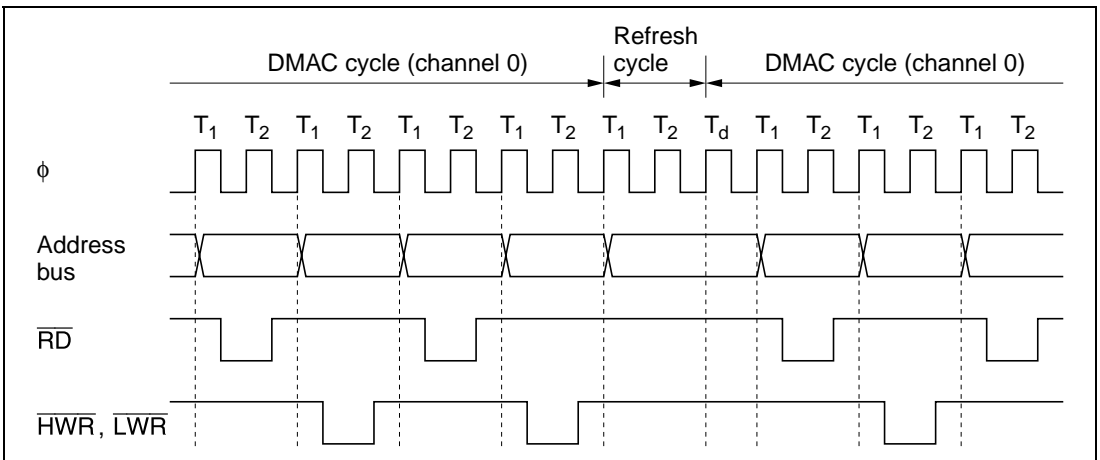 Refresh
DMAC cycle (channel 0) cycle DMAC cycle (channel 0)
T1 T2 T1 T2 T1 T2 T1 T2 T1 T2 Td T1 T2 T1 T2 T1 T2
φ
Address
bus
RD
HWR, LWR